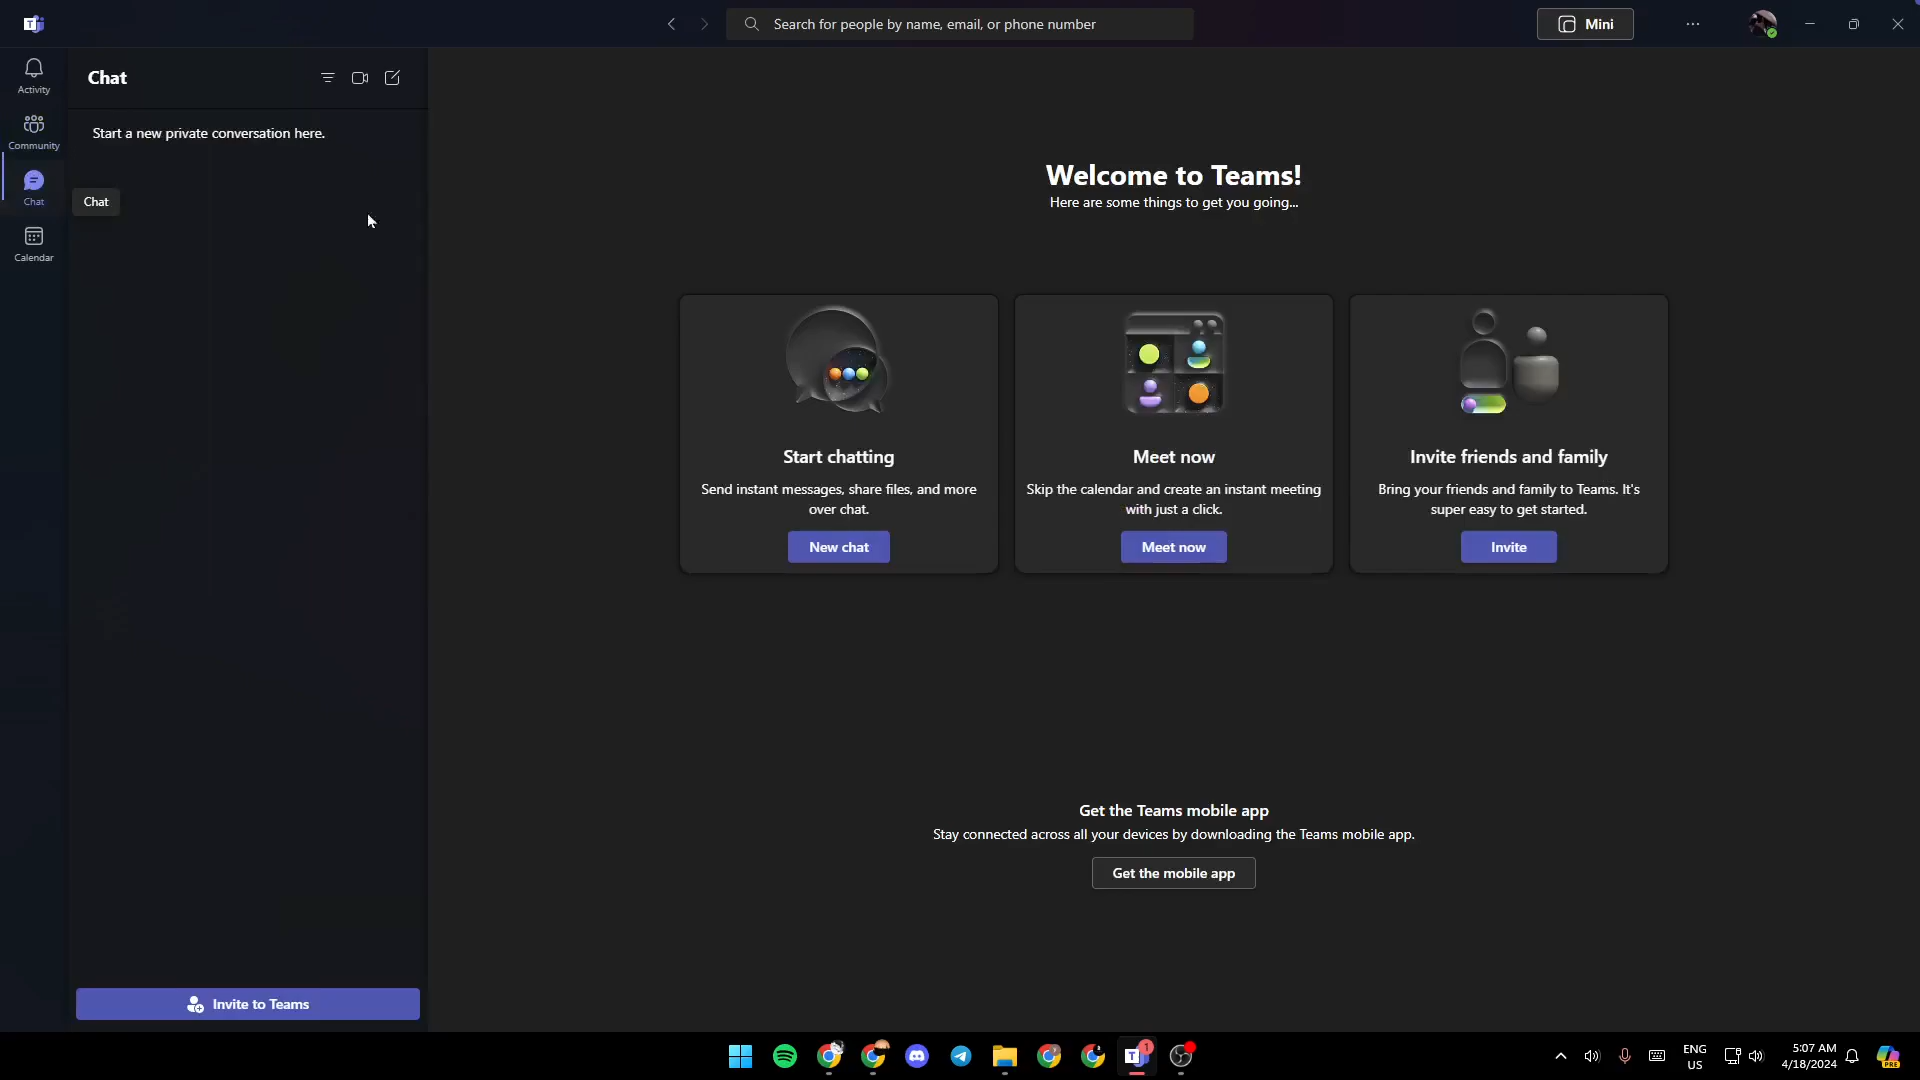 Search for people by name, email, or phone number
Mini
Activity
Community
Chat
Calendar
Chat
Start a new private conversation here.
Chat
Welcome to Teams!
Here are some things to get you going...
Start chatting
Send instant messages, share files, and more
over chat.
New chat
Meet now
Skip the calendar and create an instant meeting
with just a click.
Meet now
Invite friends and family
Bring your friends and family to Teams. It's
super easy to get started.
Invite
Get the Teams mobile app
Stay connected across all your devices by downloading the Teams mobile app.
Get the mobile app
Invite to Teams
T
1
ENG
US
5:07 AM
4/18/2024
PRE